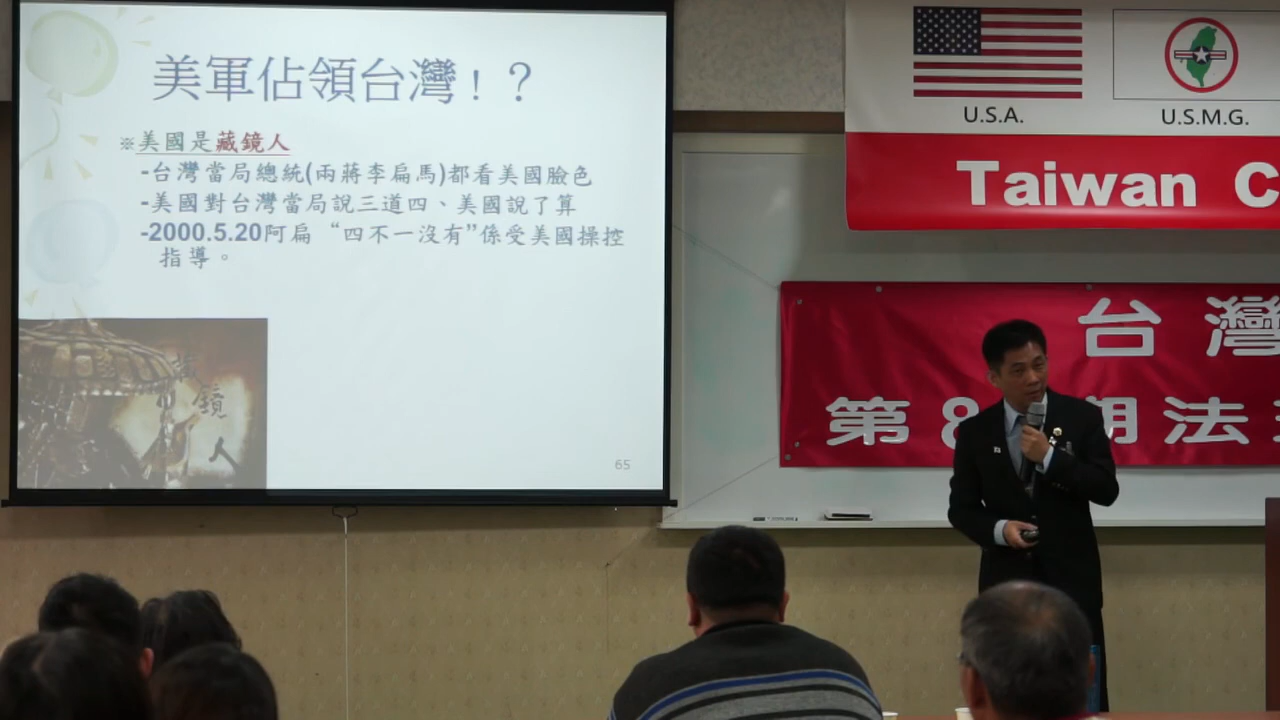 美軍佔領台灣！？
※美國是藏鏡人
-台灣當局總統(兩蔣李扁馬)都看美國臉色
-美國對台灣當局說三道四、美國說了算
-2000.5.20阿扁“四不一沒有”係受美國操控
指導。
藏鏡人
65
U.S.A.
U.S.M.G.
Taiwan C
台灣
第8期法